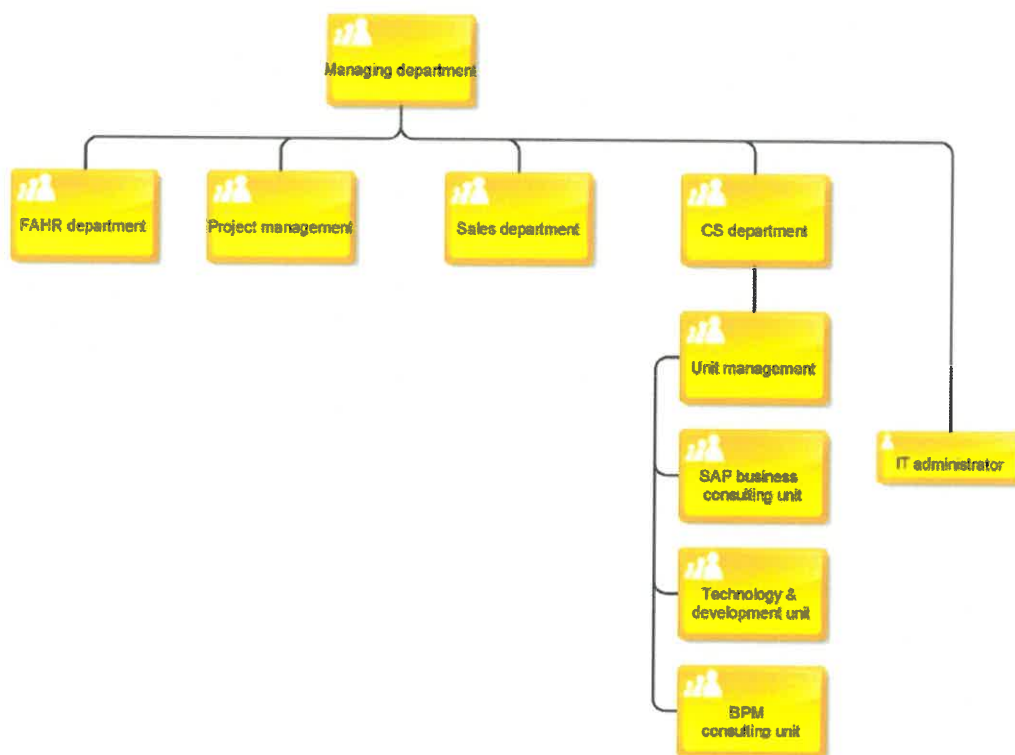 Managing department
FAHR department
Project management
Sales department
CS department
Unit management
IT administrator
SAP business
consulting unit
Technology &
development unit
BPM
consulting unit